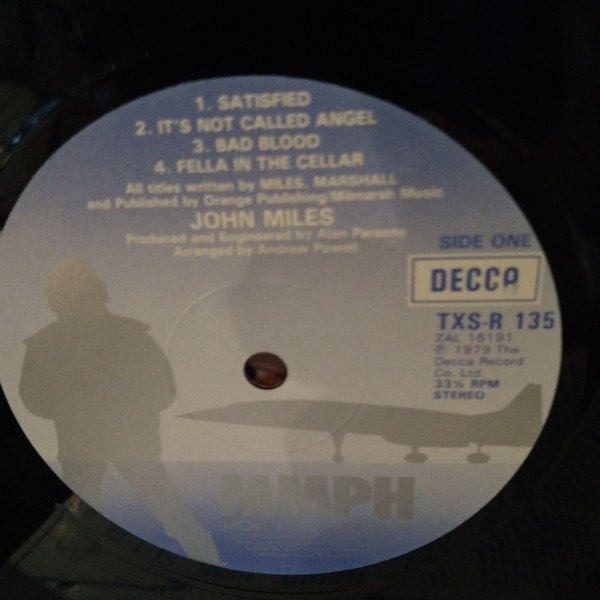 1. SATISFIED
2. IT'S NOT CALLED ANGEL
3. BAD BLOOD
4. FELLA IN THE CELLAR
All titles written by MILES, MARSHALL
and Published by Orange Publishing/Milmarsh Music
JOHN MILES
Produced and Engineered by Alan Parsons
Arranged by Andrew Powell
SIDE ONE
DECCA
TXS-R 135
ZAL 16191
℗ 1979 The
Decca Record
Co. Ltd.
33⅓ RPM
STEREO
MMPH